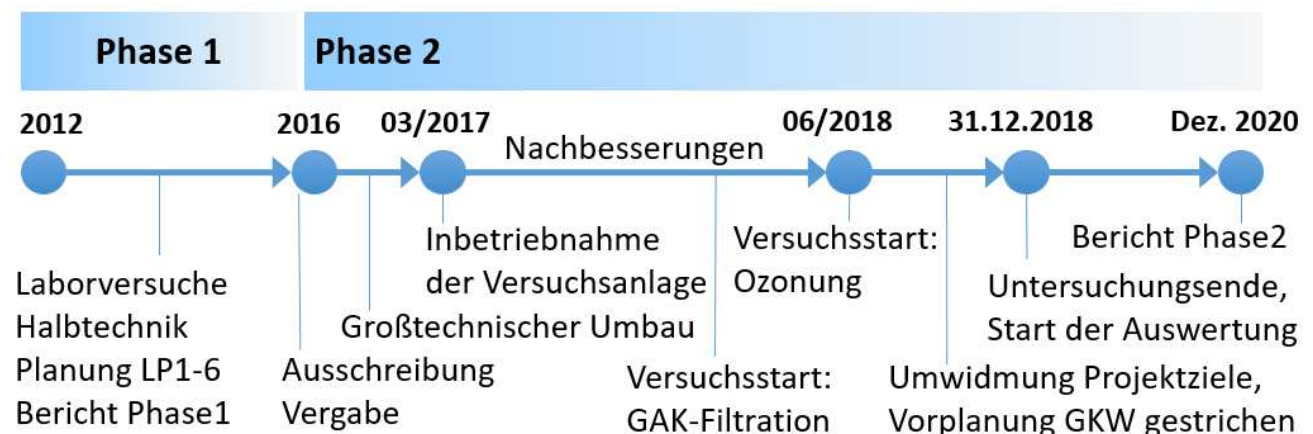 Phase 1
Phase 2
2012
2016
03/2017
06/2018
31.12.2018
Dez. 2020
Nachbesserungen
Laborversuche
Halbtechnik
Planung LP1-6
Bericht Phase1
Ausschreibung
Vergabe
Großtechnischer Umbau
Inbetriebnahme
der Versuchsanlage
Versuchsstart:
GAK-Filtration
Versuchsstart:
Ozonung
Umwidmung Projektziele,
Vorplanung GKW gestrichen
Untersuchungsende,
Start der Auswertung
Bericht Phase2